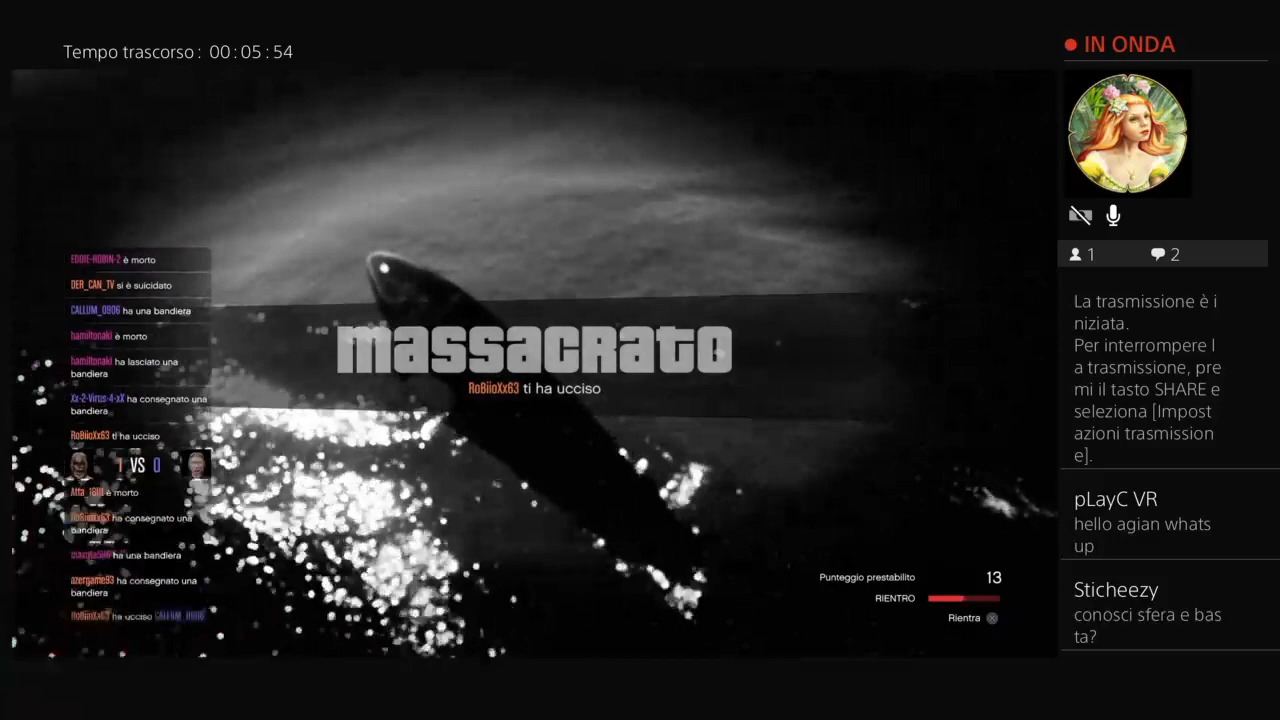 Tempo trascorso: 00:05:54
IN ONDA
1
2
La trasmissione è i
niziata.
Per interrompere l
a trasmissione, pre
mi il tasto SHARE e
seleziona [Impost
azioni trasmission
e].
pLayC VR
hello agian whats
up
Sticheezy
conosci sfera e bas
ta?
EDDIE-ROBIN-2 è morto
DER_CAN_TV si è suicidato
CALLUM_0906 ha una bandiera
hamiltonaki è morto
hamiltonaki ha lasciato una
bandiera
Xx-2-Virus-4-xX ha consegnato una
bandiera
RoBiioXx63 ti ha ucciso
1 VS 0
è morto
RoBiioXx63 ha consegnato una
bandiera
ha una bandiera
azergame93 ha consegnato una
bandiera
RoBiioXx63 ha ucciso CALLUM_0906
massacrato
RoBiioXx63 ti ha ucciso
Punteggio prestabilito 13
RIENTRO
Rientra